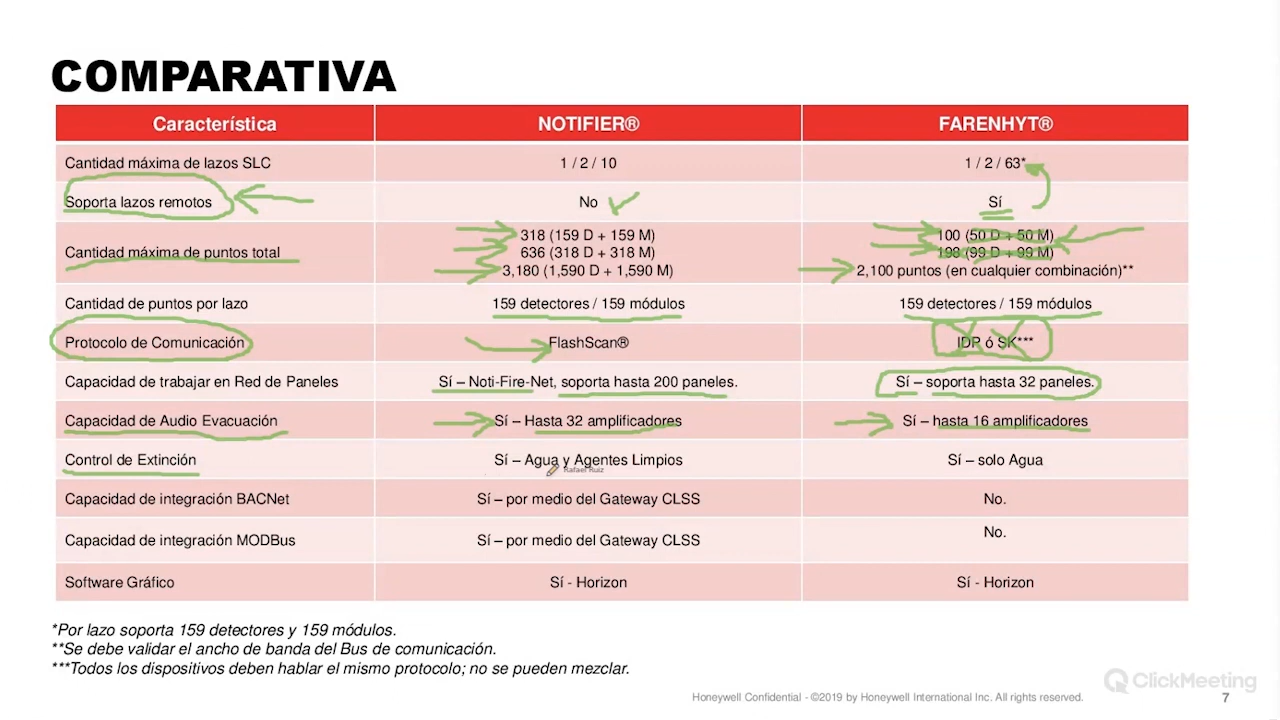 COMPARATIVA
Característica NOTIFIER® FARENHYT®
Cantidad máxima de lazos SLC 1 / 2 / 10 1 / 2 / 63*
Soporta lazos remotos No Sí
Cantidad máxima de puntos total 318 (159 D + 159 M) 100 (50 D + 50 M)
636 (318 D + 318 M) 198 (99 D + 99 M)
3,180 (1,590 D + 1,590 M) 2,100 puntos (en cualquier combinación)**
Cantidad de puntos por lazo 159 detectores / 159 módulos 159 detectores / 159 módulos
Protocolo de Comunicación FlashScan® IDP ó SK***
Capacidad de trabajar en Red de Paneles Sí – Noti-Fire-Net, soporta hasta 200 paneles. Sí – soporta hasta 32 paneles.
Capacidad de Audio Evacuación Sí – Hasta 32 amplificadores Sí – hasta 16 amplificadores
Control de Extinción Sí – Agua y Agentes Limpios Sí – solo Agua
Rafael Ruiz
Capacidad de integración BACNet Sí – por medio del Gateway CLSS No.
Capacidad de integración MODBus Sí – por medio del Gateway CLSS No.
Software Gráfico Sí - Horizon Sí - Horizon
*Por lazo soporta 159 detectores y 159 módulos.
**Se debe validar el ancho de banda del Bus de comunicación.
***Todos los dispositivos deben hablar el mismo protocolo; no se pueden mezclar.
ClickMeeting
Honeywell Confidential - ©2019 by Honeywell International Inc. All rights reserved. 7